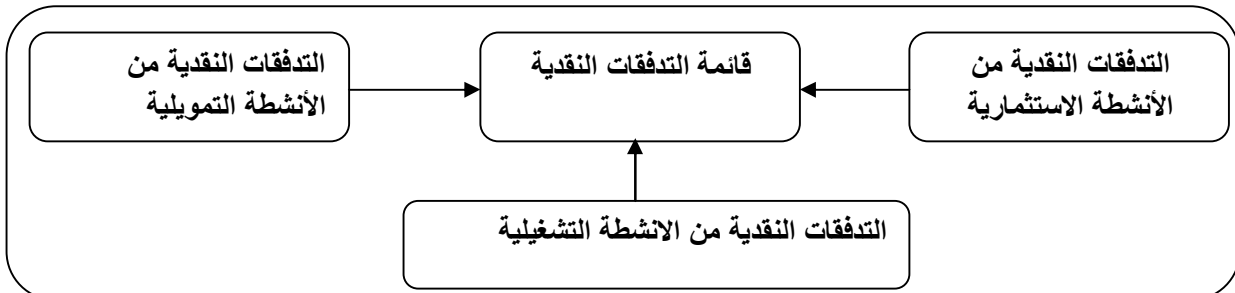 التدفقات النقدية من
الأنشطة الاستثمارية
قائمة التدفقات النقدية
التدفقات النقدية من
الأنشطة التمويلية
التدفقات النقدية من الانشطة التشغيلية